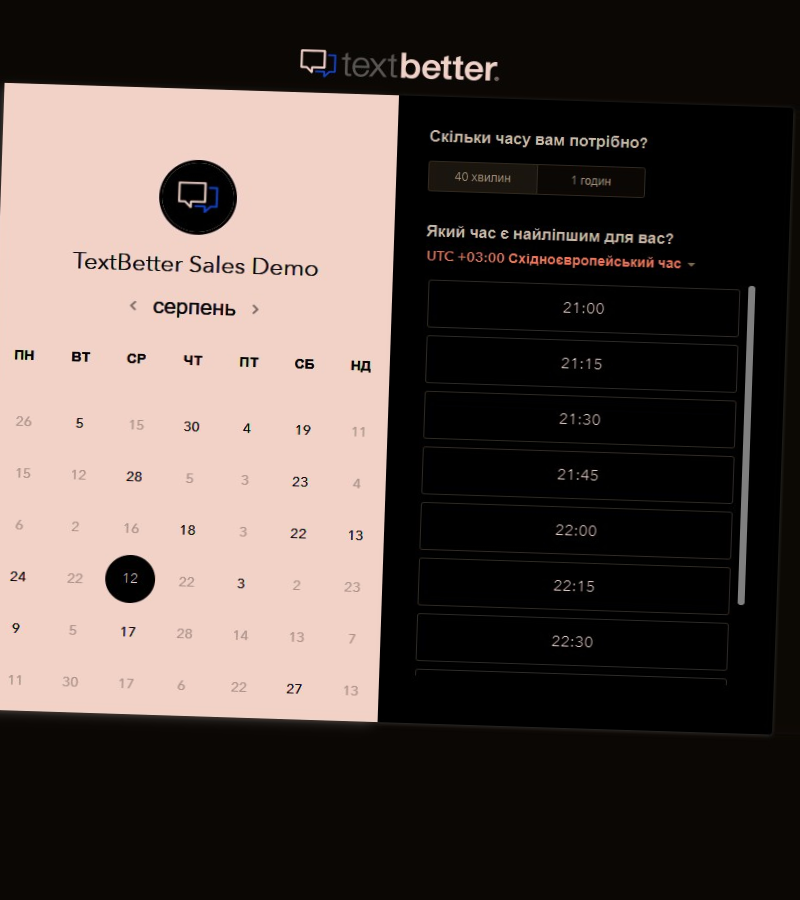 textbetter.
TextBetter Sales Demo
серпень
ПН ВТ СР ЧТ ПТ СБ НД
26 5 15 30 4 19 11
15 12 28 5 3 23 4
6 2 16 18 3 22 13
24 22 12 22 3 2 23
9 5 17 28 14 13 7
11 30 17 6 22 27 13
Скільки часу вам потрібно?
40 хвилин 1 годин
Який час є найліпшим для вас?
UTC +03:00 Східноєвропейський час
21:00
21:15
21:30
21:45
22:00
22:15
22:30